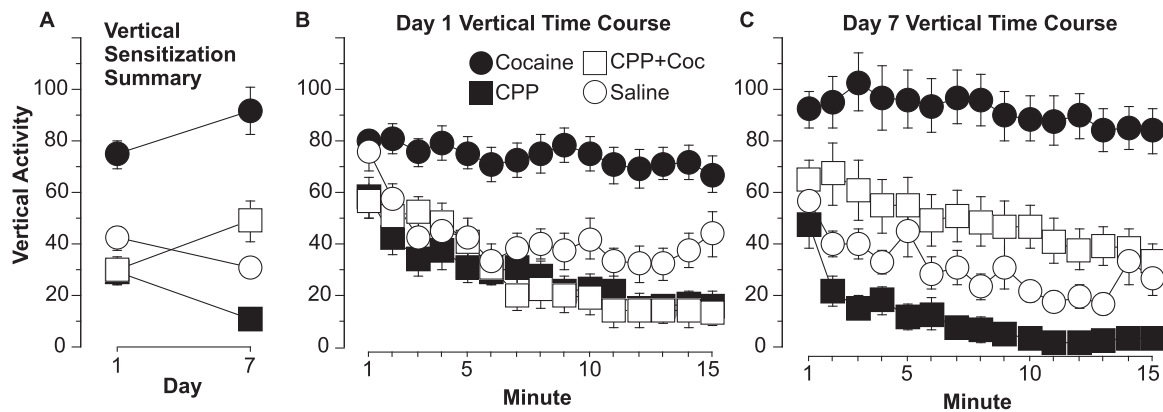 A
Vertical
Sensitization
Summary
Vertical Activity
100
80
60
40
20
0
1
7
Day
B
Day 1 Vertical Time Course
Cocaine
CPP+Coc
CPP
Saline
100
80
60
40
20
0
1
5
10
15
Minute
C
Day 7 Vertical Time Course
100
80
60
40
20
0
1
5
10
15
Minute